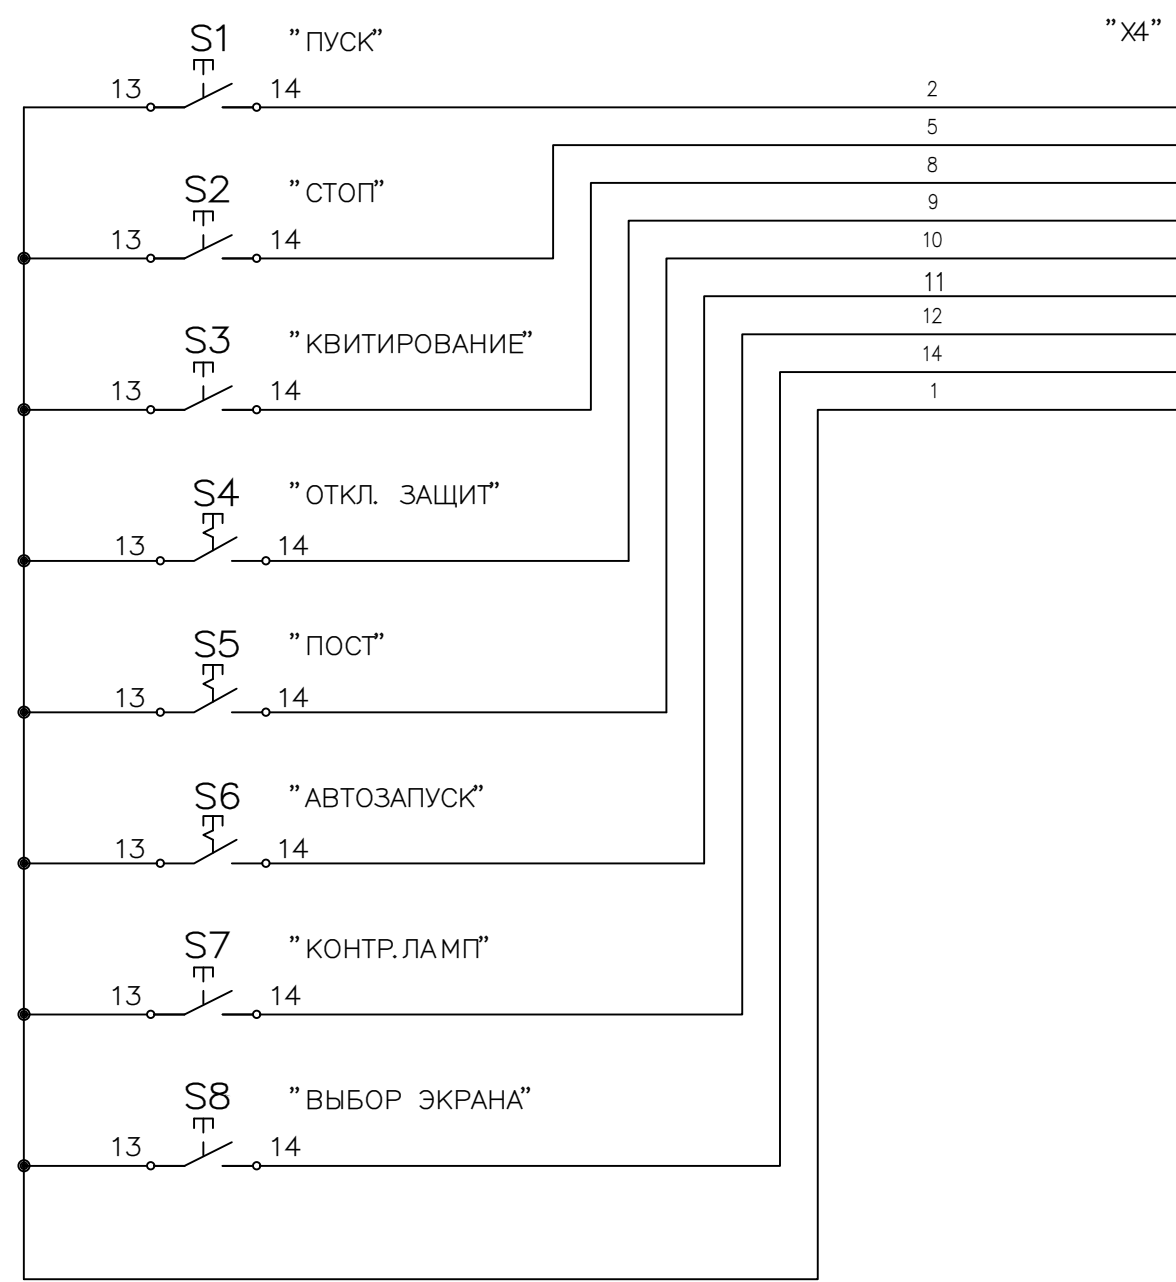 S1 "ПУСК" "X4"
13 14 2
5
8
S2 "СТОП"
9
13 14 10
11
12
S3 "КВИТИРОВАНИЕ"
14
13 14 1
S4 "ОТКЛ. ЗАЩИТ"
13 14
S5 "ПОСТ"
13 14
S6 "АВТОЗАПУСК"
13 14
S7 "КОНТР.ЛАМП"
13 14
S8 "ВЫБОР ЭКРАНА"
13 14